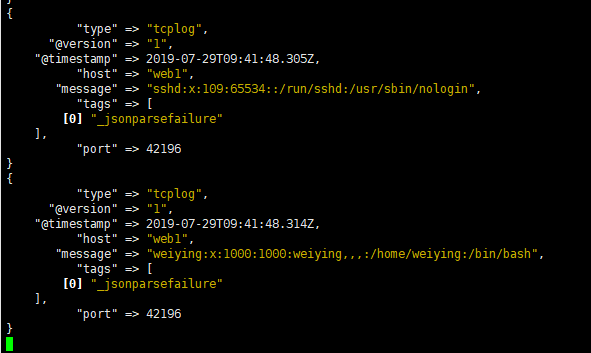 }
{
          "type" => "tcplog",
      "@version" => "1",
    "@timestamp" => 2019-07-29T09:41:48.305Z,
          "host" => "web1",
       "message" => "sshd:x:109:65534::/run/sshd:/usr/sbin/nologin",
          "tags" => [
        [0] "_jsonparsefailure"
    ],
          "port" => 42196
}
{
          "type" => "tcplog",
      "@version" => "1",
    "@timestamp" => 2019-07-29T09:41:48.314Z,
          "host" => "web1",
       "message" => "weiying:x:1000:1000:weiying,,,:/home/weiying:/bin/bash",
          "tags" => [
        [0] "_jsonparsefailure"
    ],
          "port" => 42196
}